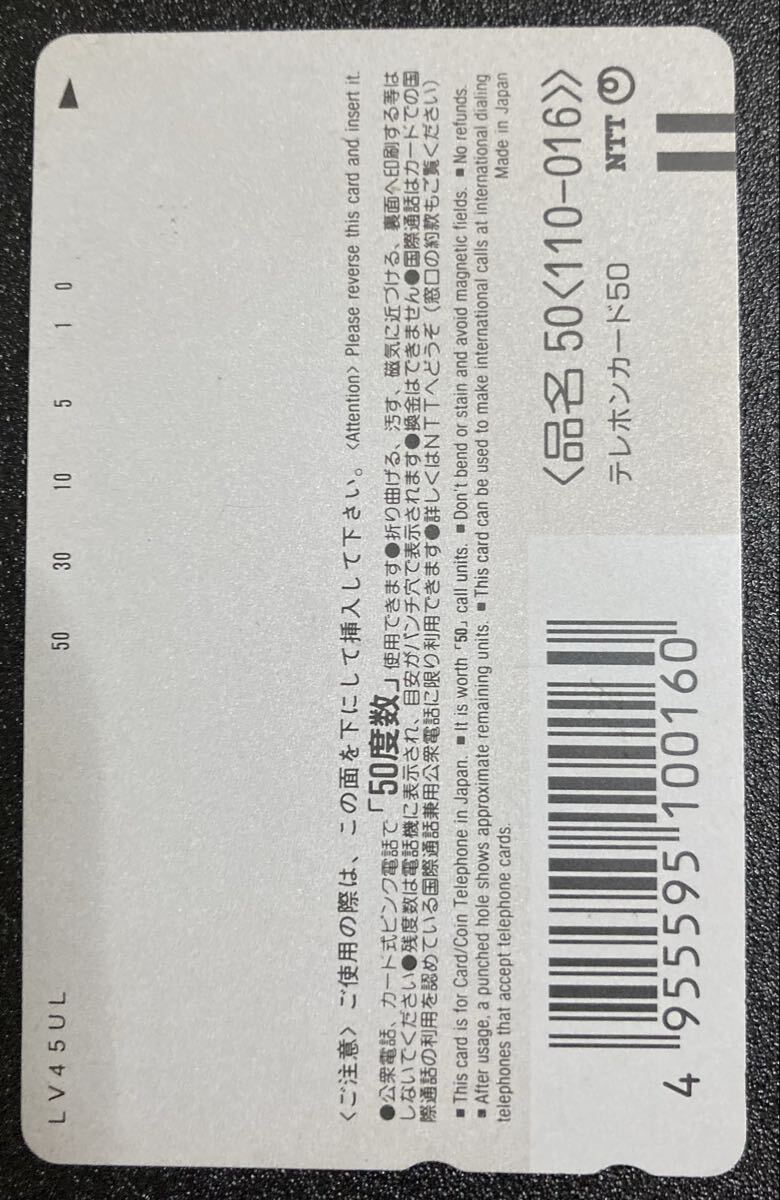 LV45UL
50 30 10 5 1 0
〈ご注意〉ご使用の際は、この面を下にして挿入して下さい。〈Attention〉Please reverse this card and insert it.
●公衆電話、カード式ピンク電話で「50度数」使用できます●折り曲げる、汚す、磁気に近づける、裏面へ印刷する等は
しないでください●残度数は電話機に表示され、目安がパンチ穴で表示されます●換金はできません●国際通話はカードでの国
際通話の利用を認めている国際通話兼用公衆電話に限り利用できます●詳しくはNTTへどうぞ(窓口の約款もご覧ください)
■This card is for Card/Coin Telephone in Japan. ■It is worth「50」call units. ■Don't bend or stain and avoid magnetic fields. ■No refunds.
■After usage, a punched hole shows approximate remaining units. ■This card can be used to make international calls at international dialing
telephones that accept telephone cards. Made in Japan
〈品名 50〈110-016〉〉
テレホンカード50 NTT
4 955595 100160